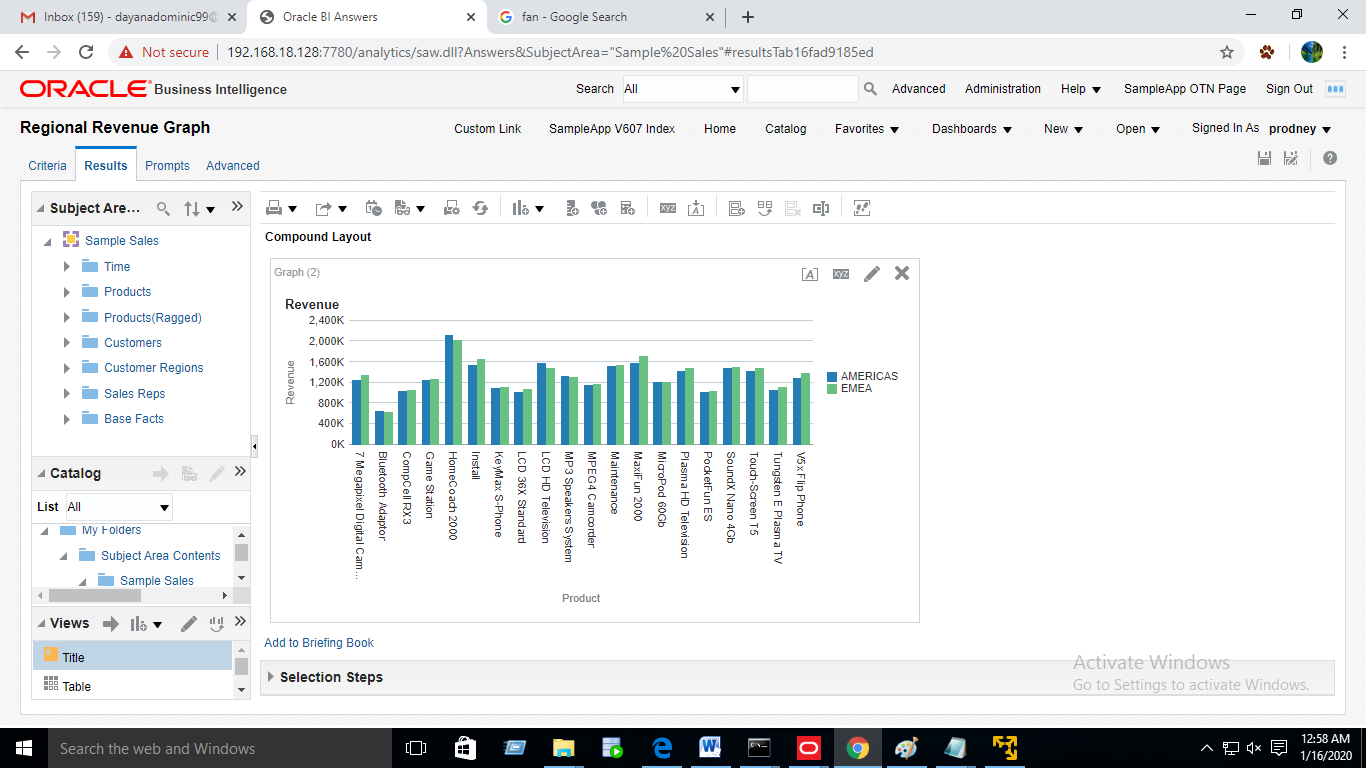 Inbox (159) - dayanadominic99@
Oracle BI Answers
fan - Google Search
Not secure
192.168.18.128:7780/analytics/saw.dll?Answers&SubjectArea="Sample%20Sales"#resultsTab16fad9185ed
ORACLE Business Intelligence
Search All
Advanced Administration Help SampleApp OTN Page Sign Out
Regional Revenue Graph
Custom Link SampleApp V607 Index Home Catalog Favorites Dashboards New Open Signed In As prodney
Criteria Results Prompts Advanced
Subject Are...
Sample Sales
Time
Products
Products(Ragged)
Customers
Customer Regions
Sales Reps
Base Facts
Catalog
List All
My Folders
Subject Area Contents
Sample Sales
Views
Title
Table
xyz A
Compound Layout
Graph (2)
A xyz
Revenue
Revenue
2,400K
2,000K
1,600K
1,200K
800K
400K
0K
7 Megapixel Digital Cam...
Bluetooth Adaptor
CompCell RX3
Game Station
HomeCoach 2000
Install
KeyMax S-Phone
LCD 36X Standard
LCD HD Television
MP3 Speakers System
MPEG4 Camcorder
Maintenance
MaxiFun 2000
MicroPod 60Gb
Plasma HD Television
PocketFun ES
SoundX Nano 4Gb
Touch-Screen T5
Tungsten E Plasma TV
V5x Flip Phone
Product
AMERICAS
EMEA
Add to Briefing Book
Selection Steps
Activate Windows
Go to Settings to activate Windows.
Search the web and Windows
12:58 AM
1/16/2020